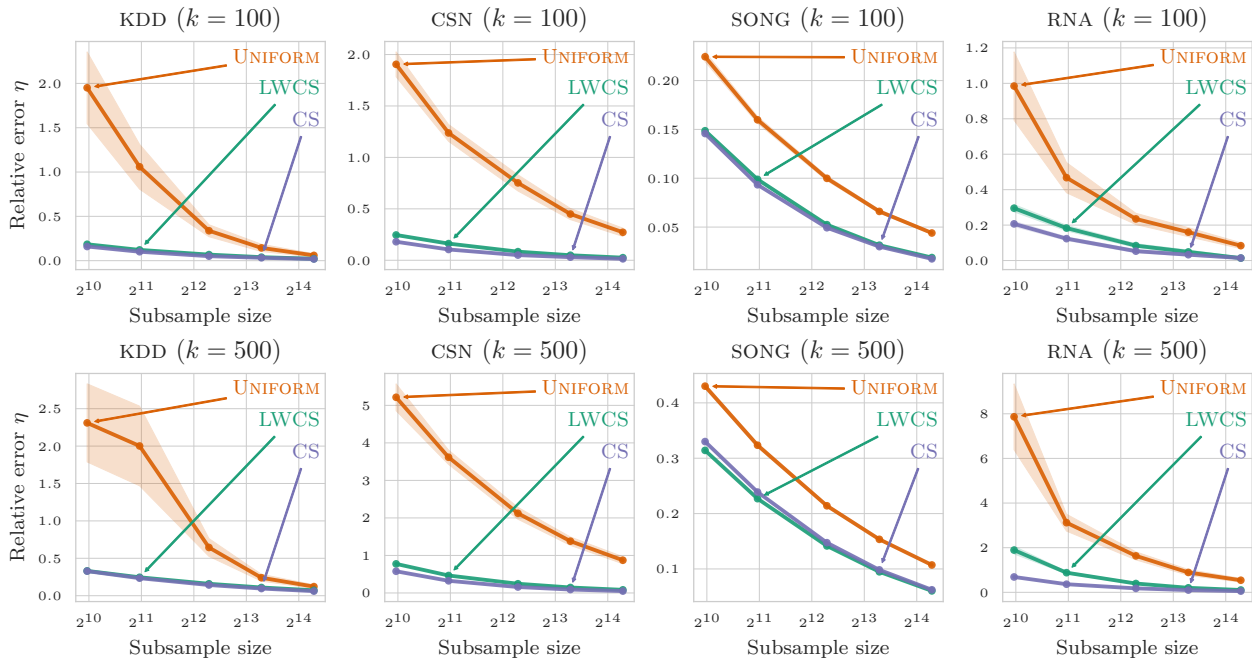 KDD (k = 100)
CSN (k = 100)
SONG (k = 100)
RNA (k = 100)
Relative error η
2.0
1.5
1.0
0.5
0.0
UNIFORM
LWCS
CS
2^10 2^11 2^12 2^13 2^14
Subsample size
2.0
1.5
1.0
0.5
0.0
UNIFORM
LWCS
CS
2^10 2^11 2^12 2^13 2^14
Subsample size
0.20
0.15
0.10
0.05
UNIFORM
LWCS
CS
2^10 2^11 2^12 2^13 2^14
Subsample size
1.2
1.0
0.8
0.6
0.4
0.2
0.0
UNIFORM
LWCS
CS
2^10 2^11 2^12 2^13 2^14
Subsample size
KDD (k = 500)
CSN (k = 500)
SONG (k = 500)
RNA (k = 500)
Relative error η
2.5
2.0
1.5
1.0
0.5
0.0
UNIFORM
LWCS
CS
2^10 2^11 2^12 2^13 2^14
Subsample size
5
4
3
2
1
0
UNIFORM
LWCS
CS
2^10 2^11 2^12 2^13 2^14
Subsample size
0.4
0.3
0.2
0.1
UNIFORM
LWCS
CS
2^10 2^11 2^12 2^13 2^14
Subsample size
8
6
4
2
0
UNIFORM
LWCS
CS
2^10 2^11 2^12 2^13 2^14
Subsample size